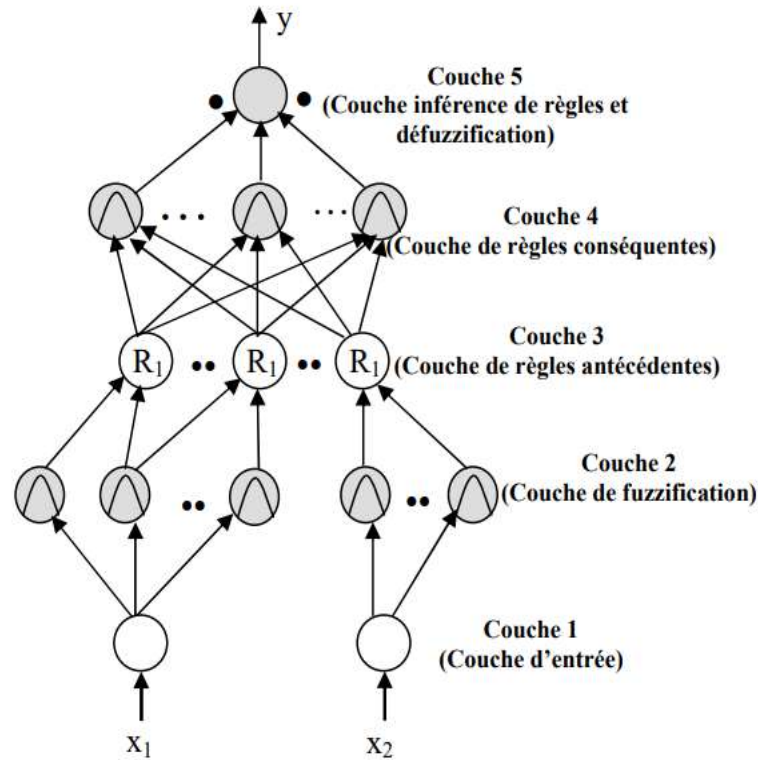 y
Couche 5
(Couche inférence de règles et
défuzzification)
Couche 4
(Couche de règles conséquentes)
Couche 3
(Couche de règles antécédentes)
R₁
R₁
R₁
Couche 2
(Couche de fuzzification)
Couche 1
(Couche d'entrée)
x₁
x₂